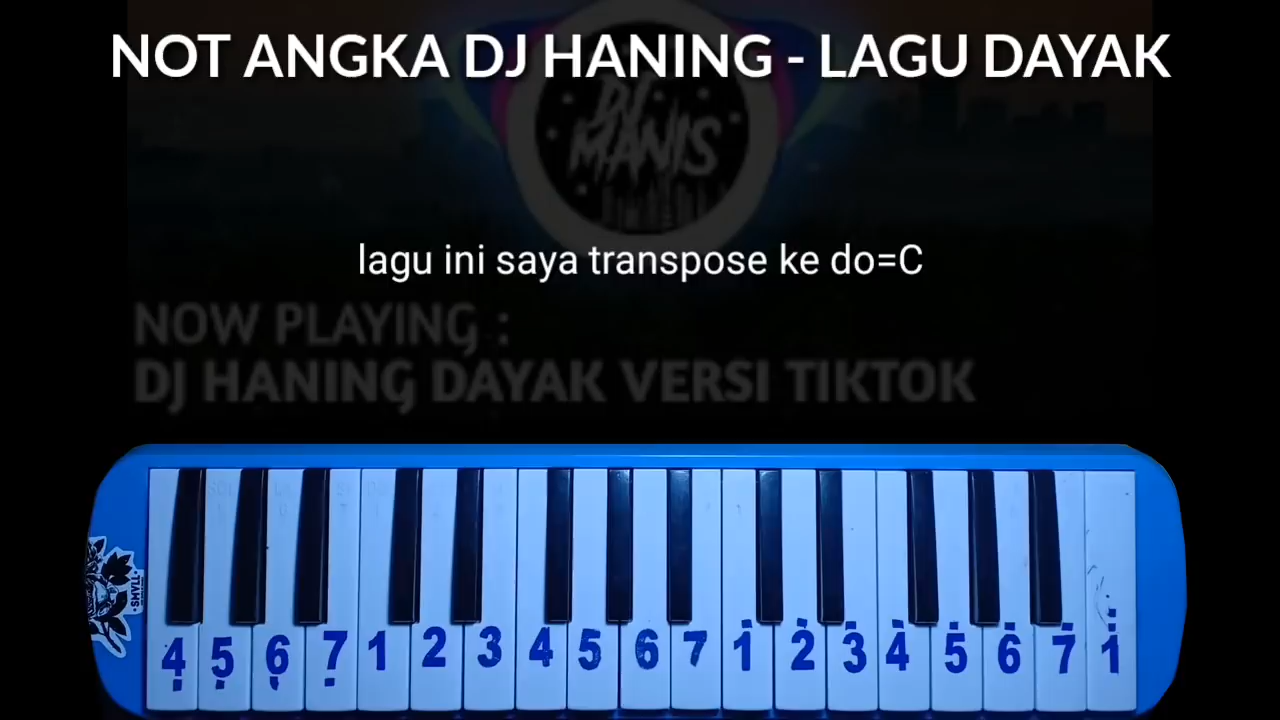 NOT ANGKA DJ HANING - LAGU DAYAK
DJ
MANIS
lagu ini saya transpose ke do=C
NOW PLAYING :
DJ HANING DAYAK VERSI TIKTOK
SMVLL
4̣ 5̣ 6̣ 7̣ 1 2 3 4 5 6 7 1̇ 2̇ 3̇ 4̇ 5̇ 6̇ 7̇ 1̈